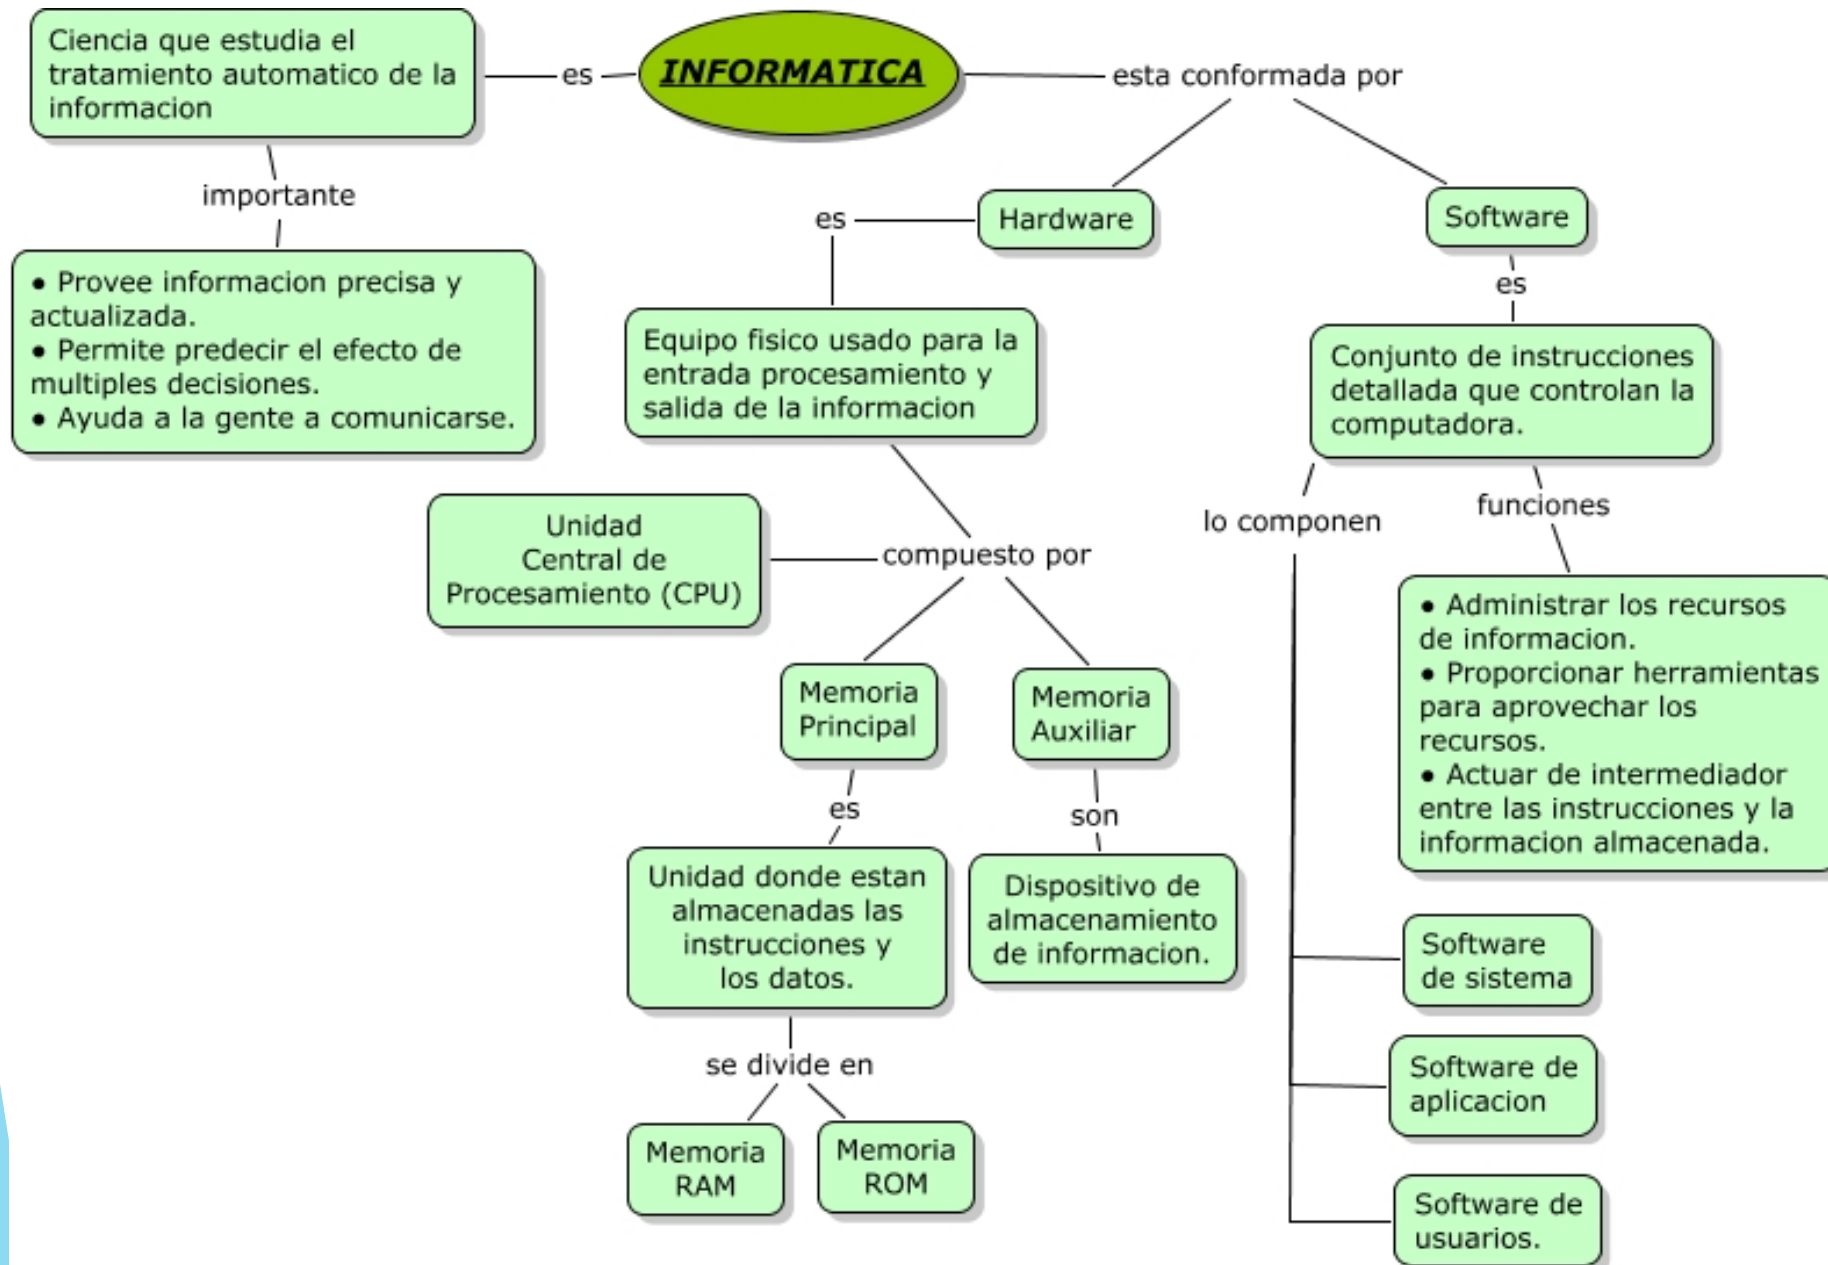 INFORMATICA
es
Ciencia que estudia el
tratamiento automatico de la
informacion
importante
● Provee informacion precisa y
actualizada.
● Permite predecir el efecto de
multiples decisiones.
● Ayuda a la gente a comunicarse.
esta conformada por
Hardware
es
Equipo fisico usado para la
entrada procesamiento y
salida de la informacion
compuesto por
Unidad
Central de
Procesamiento (CPU)
Memoria
Principal
es
Unidad donde estan
almacenadas las
instrucciones y
los datos.
se divide en
Memoria
RAM
Memoria
ROM
Memoria
Auxiliar
son
Dispositivo de
almacenamiento
de informacion.
Software
es
Conjunto de instrucciones
detallada que controlan la
computadora.
lo componen
funciones
● Administrar los recursos
de informacion.
● Proporcionar herramientas
para aprovechar los
recursos.
● Actuar de intermediador
entre las instrucciones y la
informacion almacenada.
Software
de sistema
Software de
aplicacion
Software de
usuarios.